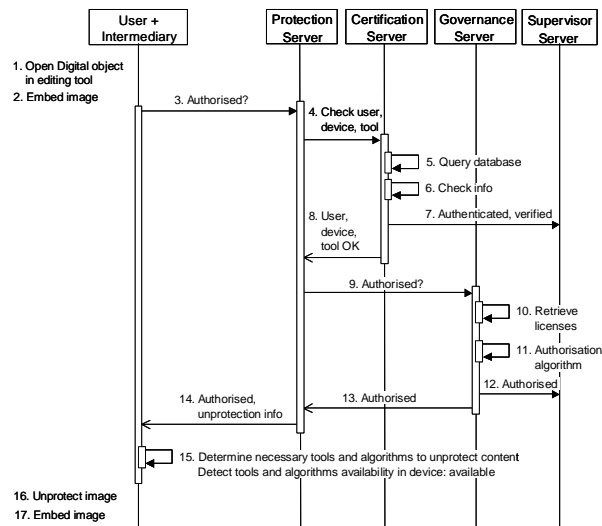 User +
Intermediary
Protection
Server
Certification
Server
Governance
Server
Supervisor
Server
1. Open Digital object
in editing tool
2. Embed image
3. Authorised?
4. Check user,
device, tool
5. Query database
6. Check info
7. Authenticated, verified
8. User,
device,
tool OK
9. Authorised?
10. Retrieve
licenses
11. Authorisation
algorithm
12. Authorised
13. Authorised
14. Authorised,
unprotection info
15. Determine necessary tools and algorithms to unprotect content
Detect tools and algorithms availability in device: available
16. Unprotect image
17. Embed image